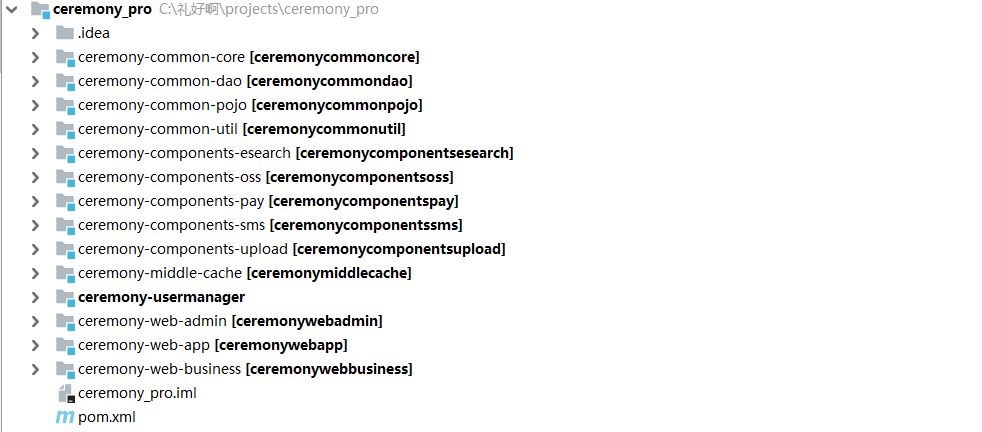 ceremony_pro C:\礼好啊\projects\ceremony_pro
.idea
ceremony-common-core [ceremonycommoncore]
ceremony-common-dao [ceremonycommondao]
ceremony-common-pojo [ceremonycommonpojo]
ceremony-common-util [ceremonycommonutil]
ceremony-components-esearch [ceremonycomponentsesearch]
ceremony-components-oss [ceremonycomponentsoss]
ceremony-components-pay [ceremonycomponentspay]
ceremony-components-sms [ceremonycomponentssms]
ceremony-components-upload [ceremonycomponentsupload]
ceremony-middle-cache [ceremonymiddlecache]
ceremony-usermanager
ceremony-web-admin [ceremonywebadmin]
ceremony-web-app [ceremonywebapp]
ceremony-web-business [ceremonywebbusiness]
ceremony_pro.iml
m pom.xml